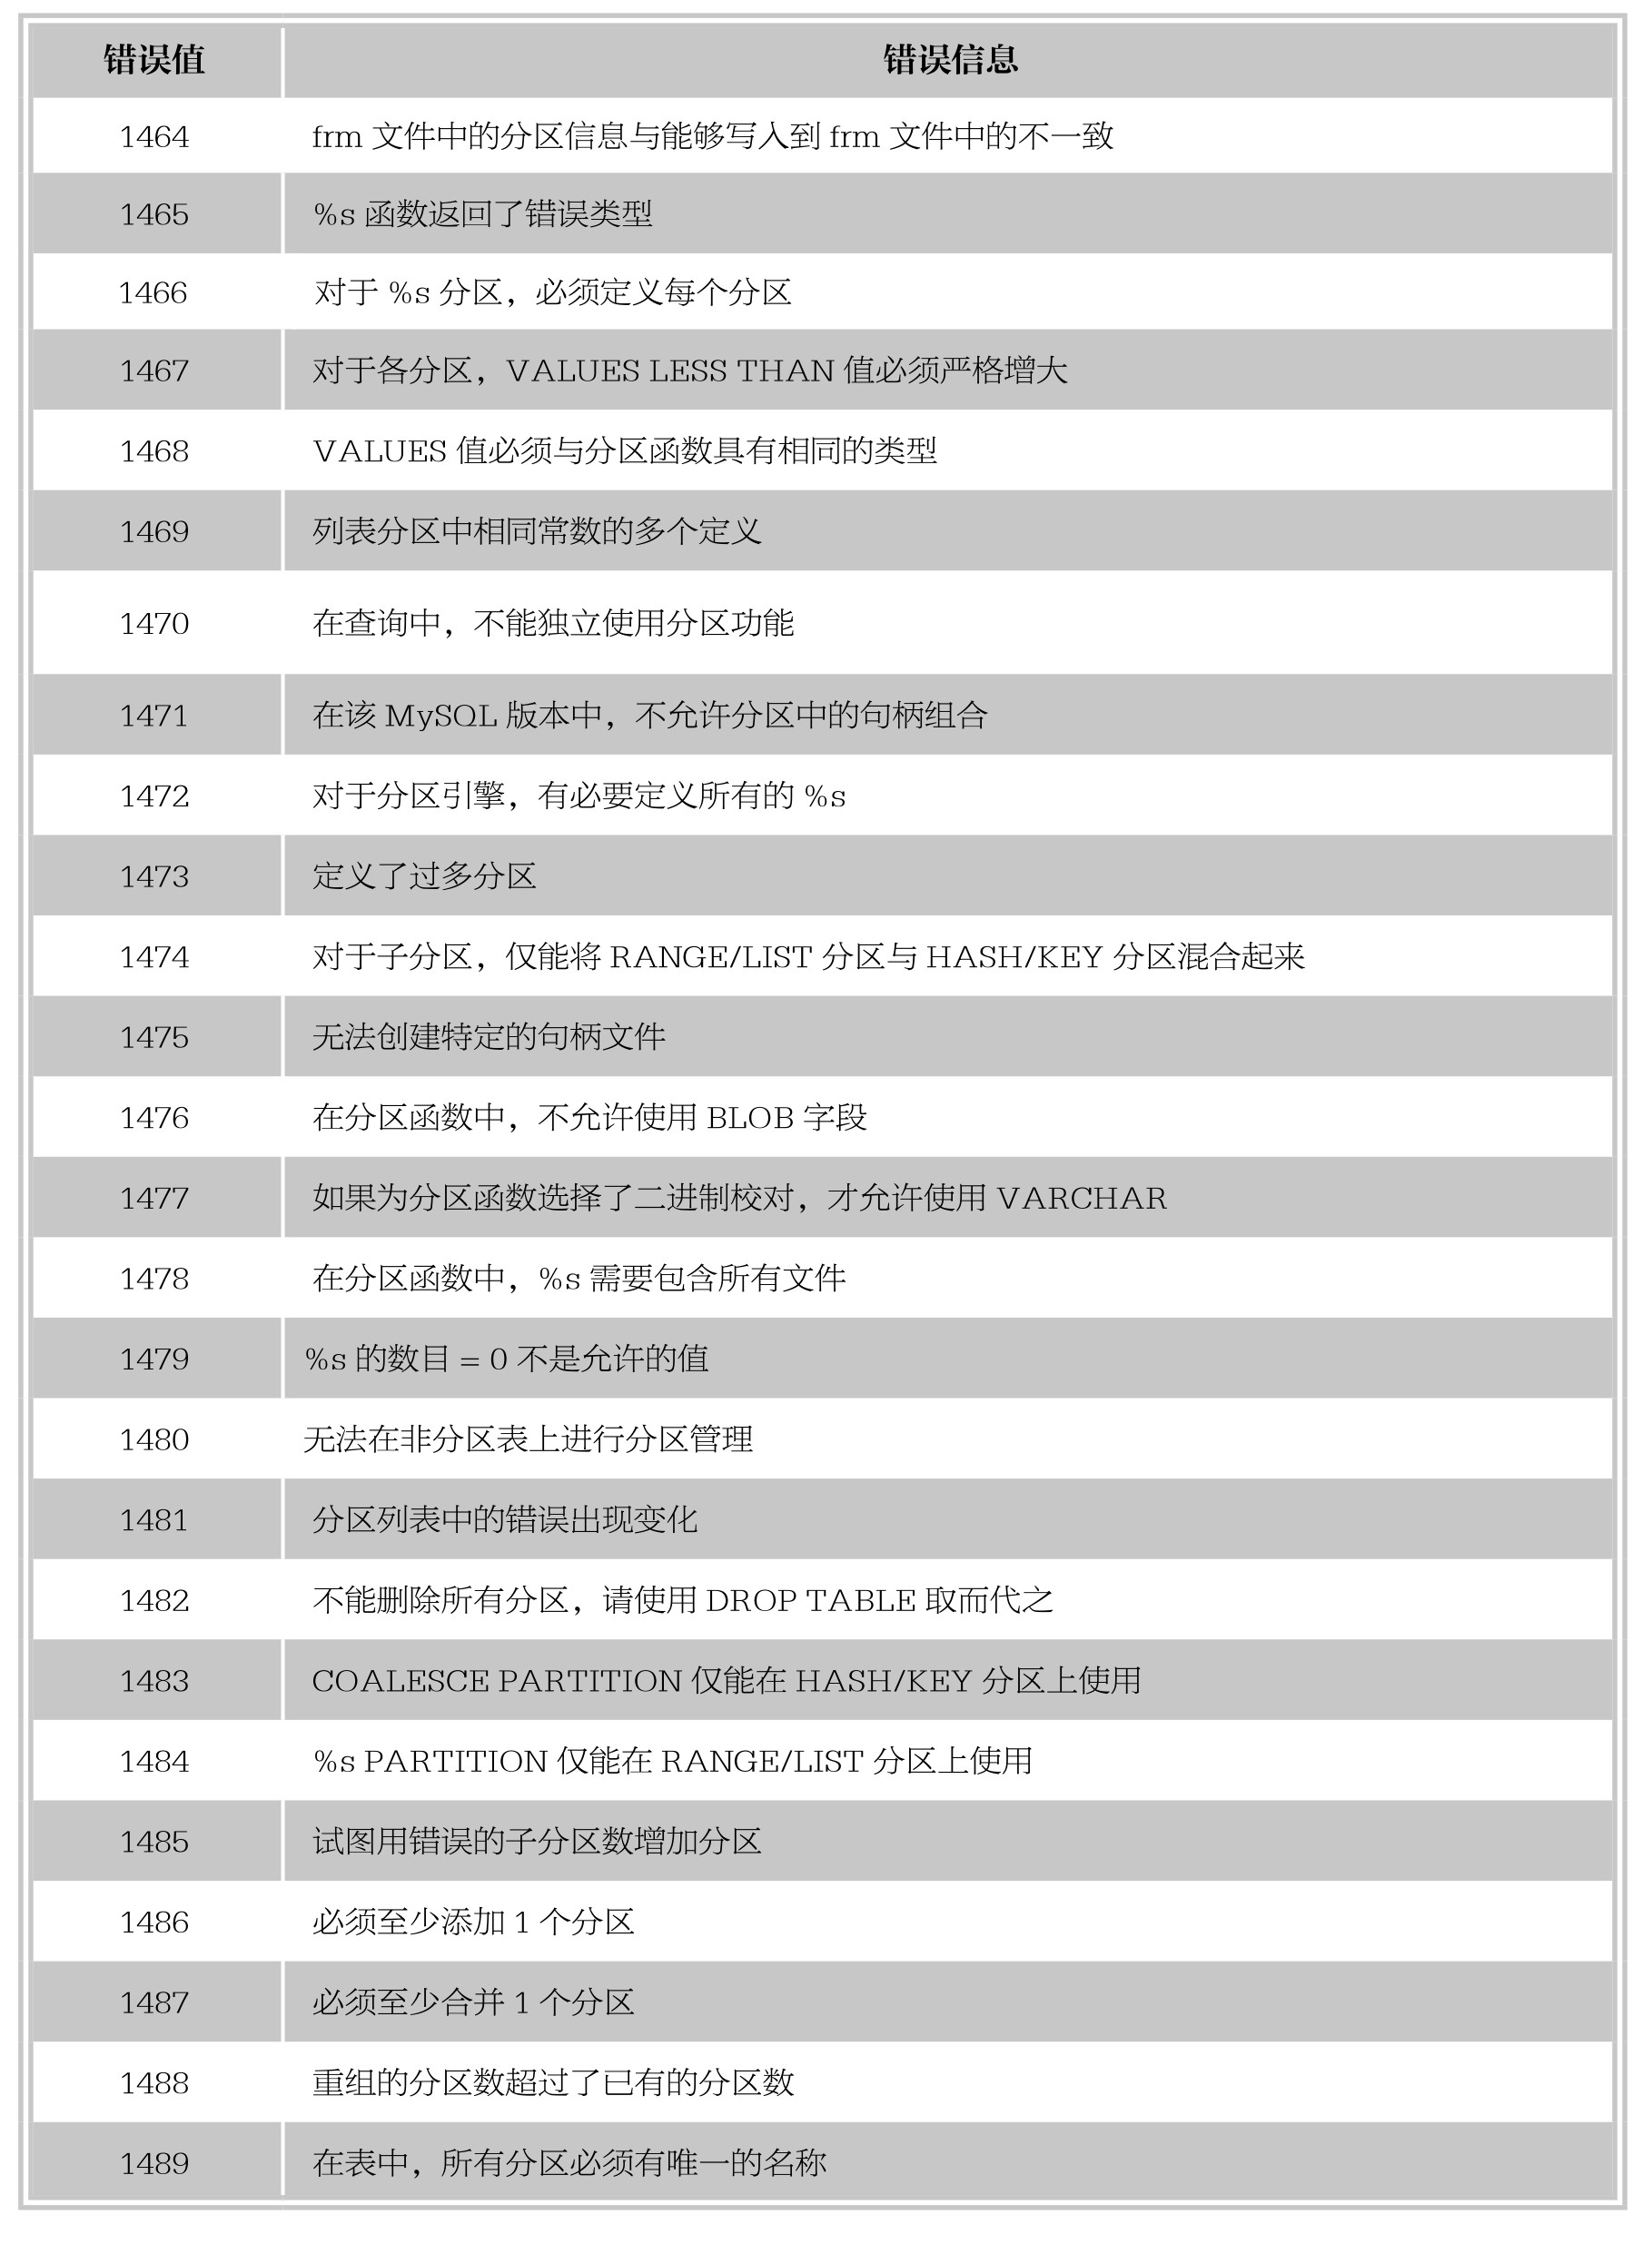 错误值 错误信息
1464 frm 文件中的分区信息与能够写入到 frm 文件中的不一致
1465 %s 函数返回了错误类型
1466 对于 %s 分区，必须定义每个分区
1467 对于各分区，VALUES LESS THAN 值必须严格增大
1468 VALUES 值必须与分区函数具有相同的类型
1469 列表分区中相同常数的多个定义
1470 在查询中，不能独立使用分区功能
1471 在该 MySQL 版本中，不允许分区中的句柄组合
1472 对于分区引擎，有必要定义所有的 %s
1473 定义了过多分区
1474 对于子分区，仅能将 RANGE/LIST 分区与 HASH/KEY 分区混合起来
1475 无法创建特定的句柄文件
1476 在分区函数中，不允许使用 BLOB 字段
1477 如果为分区函数选择了二进制校对，才允许使用 VARCHAR
1478 在分区函数中，%s 需要包含所有文件
1479 %s 的数目 = 0 不是允许的值
1480 无法在非分区表上进行分区管理
1481 分区列表中的错误出现变化
1482 不能删除所有分区，请使用 DROP TABLE 取而代之
1483 COALESCE PARTITION 仅能在 HASH/KEY 分区上使用
1484 %s PARTITION 仅能在 RANGE/LIST 分区上使用
1485 试图用错误的子分区数增加分区
1486 必须至少添加 1 个分区
1487 必须至少合并 1 个分区
1488 重组的分区数超过了已有的分区数
1489 在表中，所有分区必须有唯一的名称